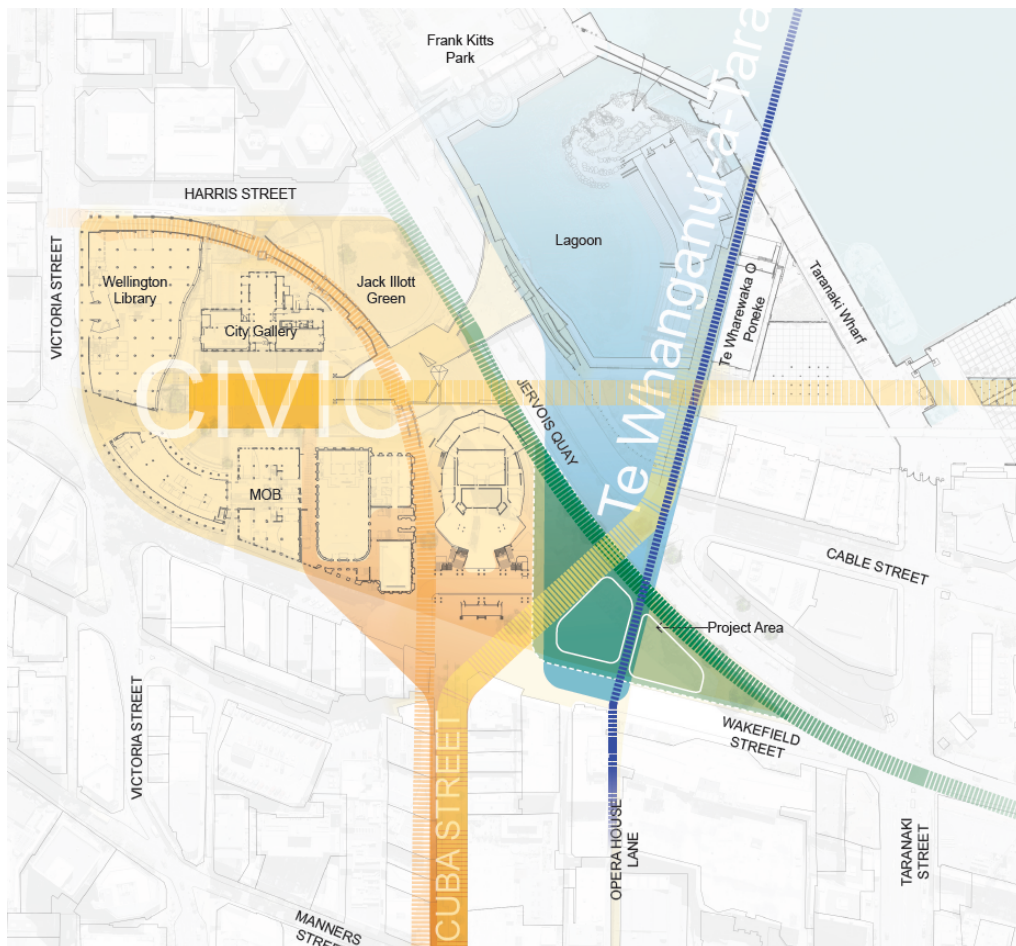 Frank Kitts
Park
HARRIS STREET
VICTORIA STREET
Wellington
Library
Jack Illott
Green
City Gallery
Lagoon
Te Whanganui-a-Tara
Te Wharewaka O
Poneke
Taranaki Wharf
CIVIC
JERVOIS QUAY
MOB
CABLE STREET
Project Area
WAKEFIELD
STREET
VICTORIA STREET
CUBA STREET
OPERA HOUSE
LANE
TARANAKI
STREET
MANNERS
STREET